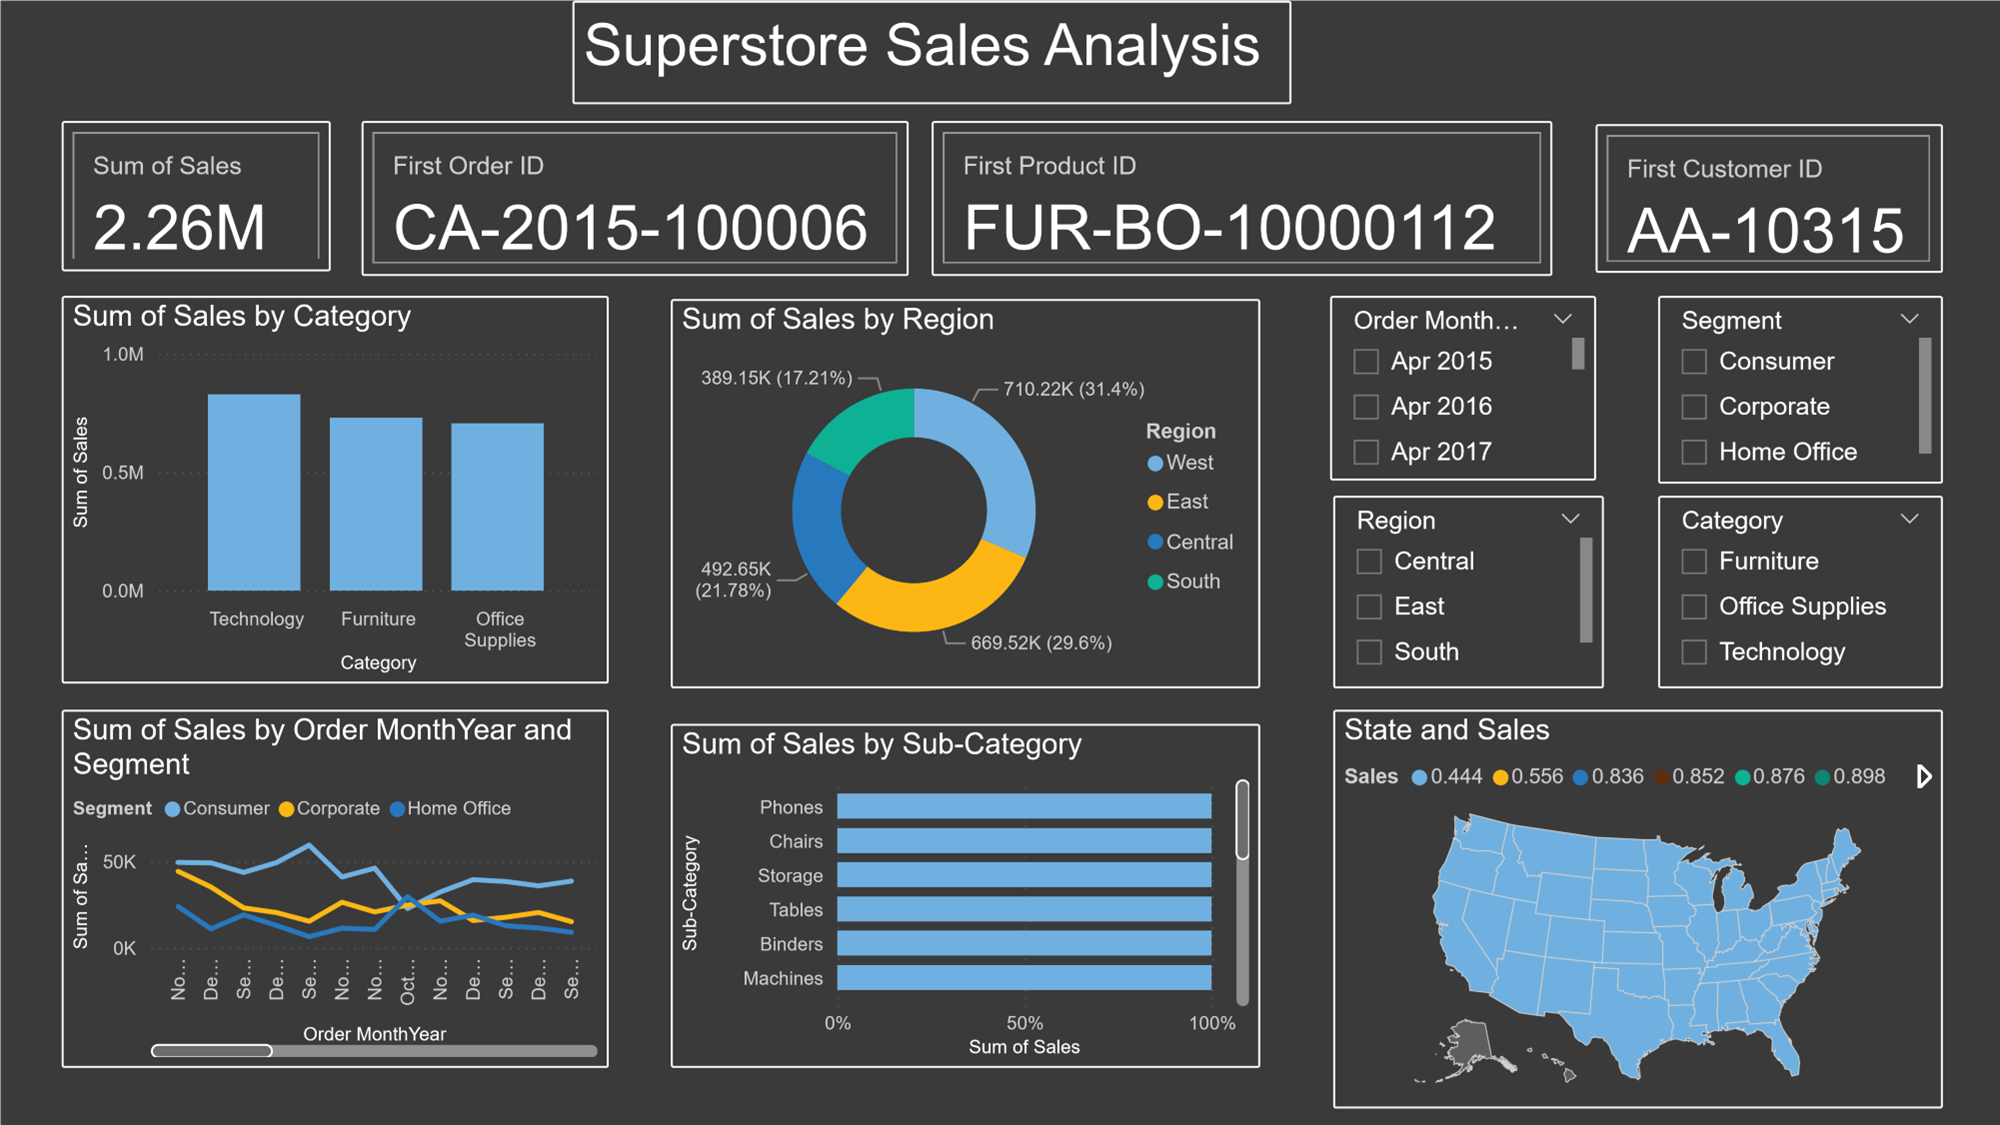 Superstore Sales Analysis
Sum of Sales
2.26M
First Order ID
CA-2015-100006
First Product ID
FUR-BO-10000112
First Customer ID
AA-10315
Sum of Sales by Category
1.0M
0.5M
0.0M
Sum of Sales
Technology
Furniture
Office
Supplies
Category
Sum of Sales by Region
389.15K (17.21%)
710.22K (31.4%)
492.65K
(21.78%)
669.52K (29.6%)
Region
West
East
Central
South
Order Month…
Apr 2015
Apr 2016
Apr 2017
Segment
Consumer
Corporate
Home Office
Region
Central
East
South
Category
Furniture
Office Supplies
Technology
Sum of Sales by Order MonthYear and
Segment
Segment Consumer Corporate Home Office
Sum of Sa…
50K
0K
No…
De…
Se…
De…
Se…
No…
No…
Oct…
No…
De…
Se…
De…
Se…
Order MonthYear
Sum of Sales by Sub-Category
Sub-Category
Phones
Chairs
Storage
Tables
Binders
Machines
0%
50%
100%
Sum of Sales
State and Sales
Sales 0.444 0.556 0.836 0.852 0.876 0.898